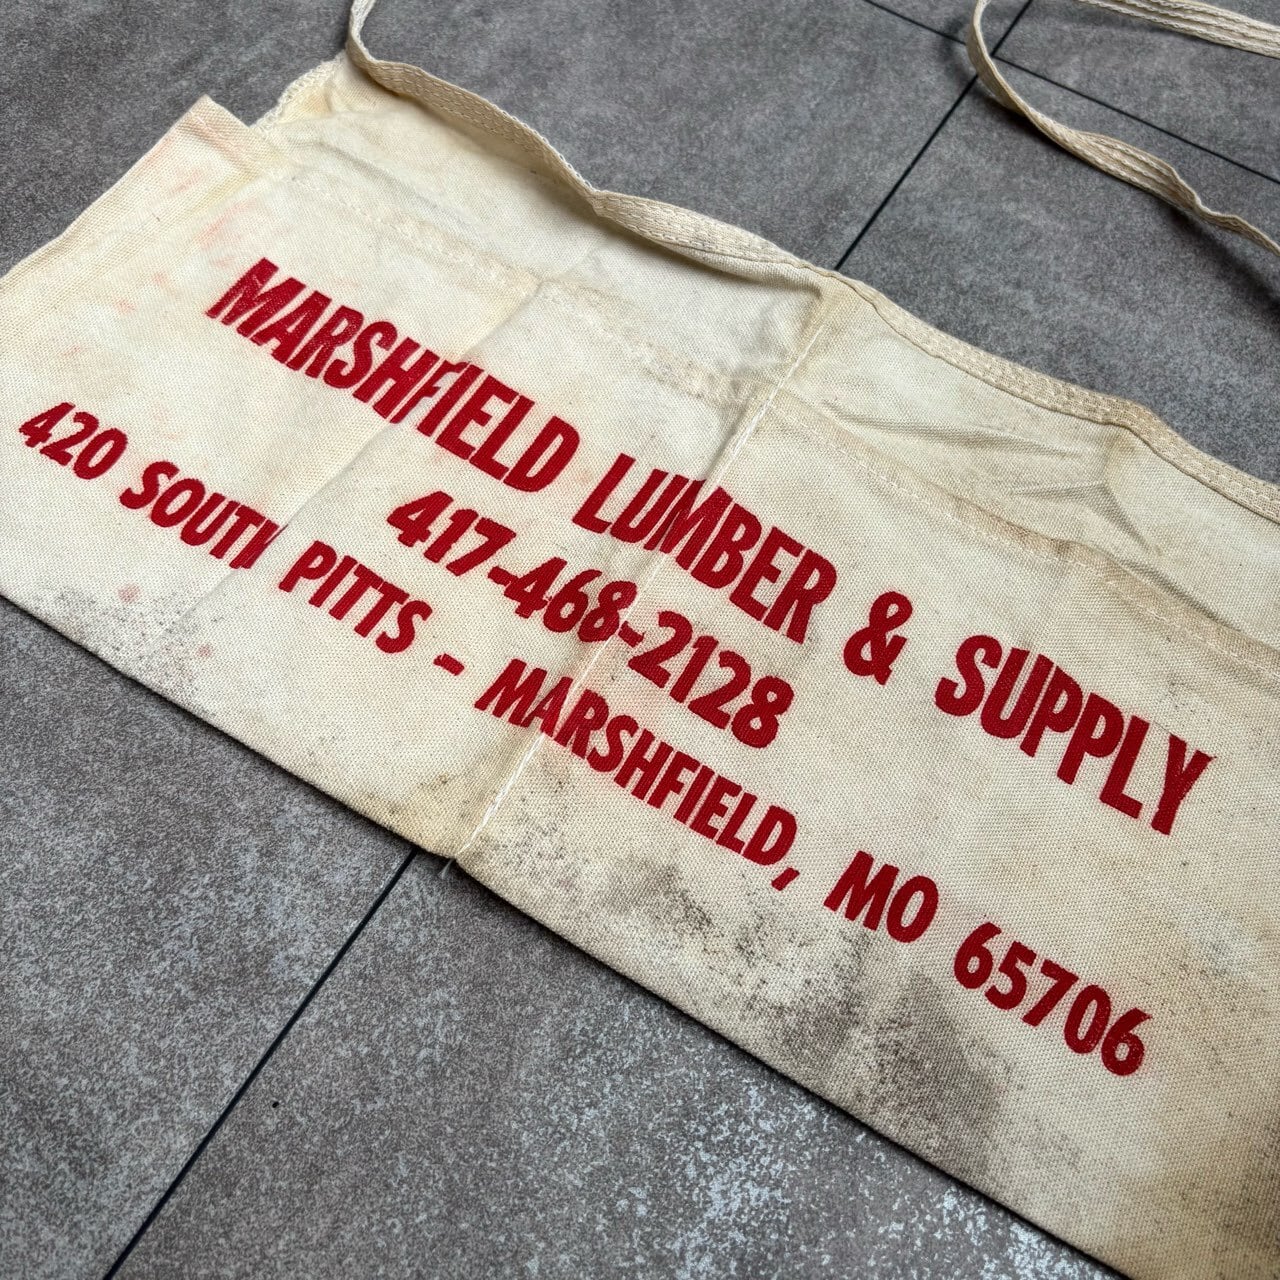 MARSHFIELD LUMBER & SUPPLY
417-468-2128
420 SOUTH PITTS - MARSHFIELD, MO 65706